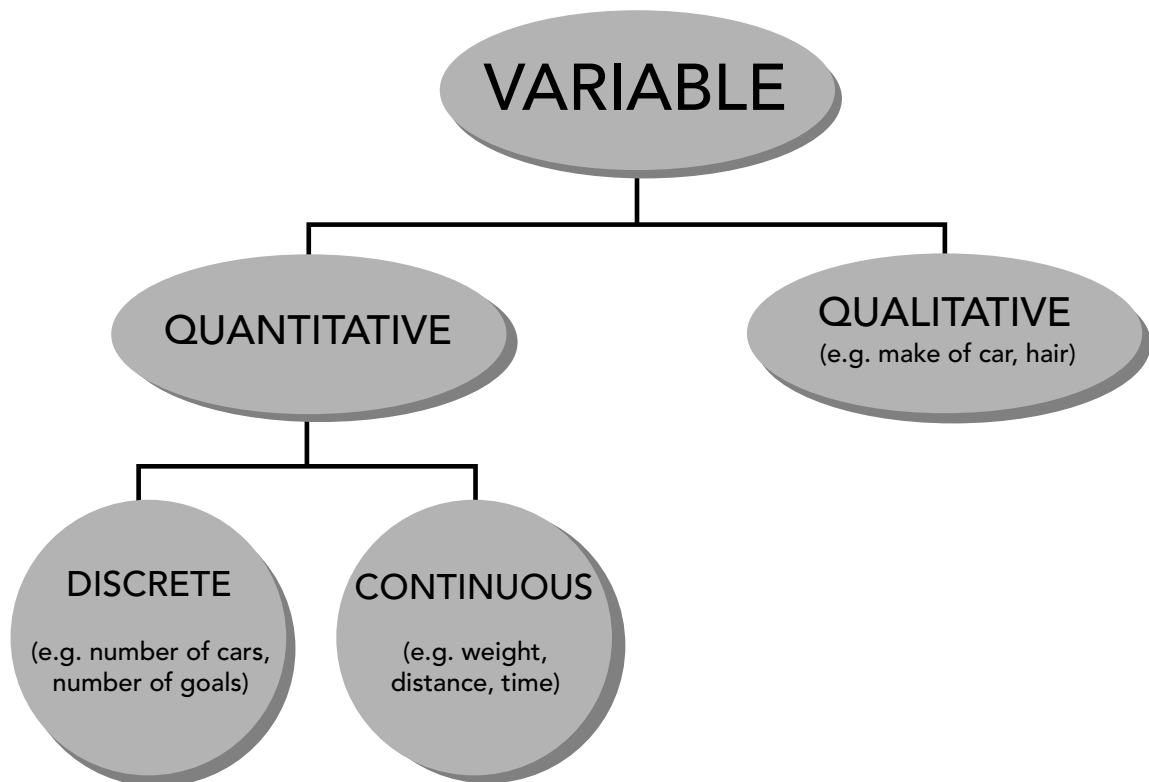 VARIABLE
QUANTITATIVE
QUALITATIVE
(e.g. make of car, hair)
DISCRETE
(e.g. number of cars,
number of goals)
CONTINUOUS
(e.g. weight,
distance, time)